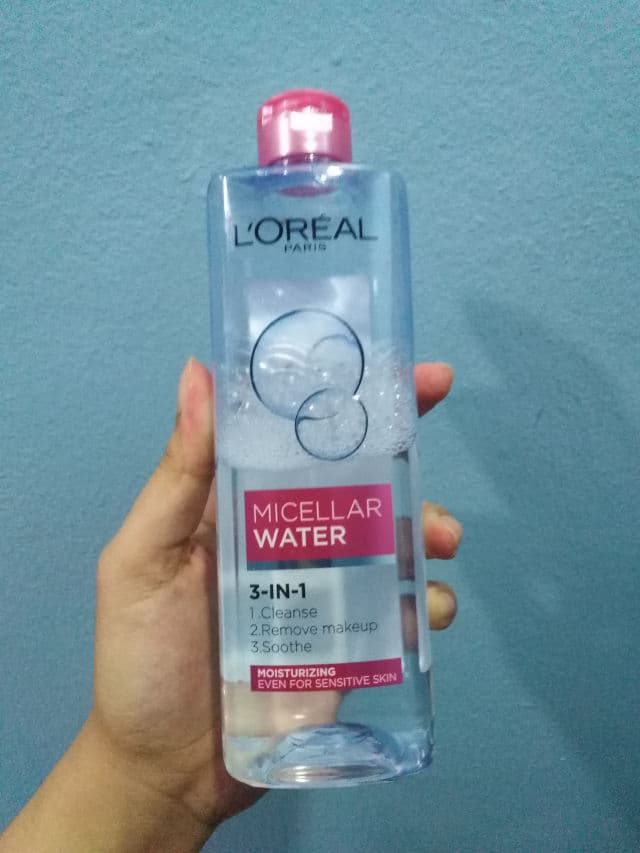 L'ORÉAL
PARIS
MICELLAR
WATER
3-IN-1
1.Cleanse
2.Remove makeup
3.Soothe
MOISTURIZING
EVEN FOR SENSITIVE SKIN